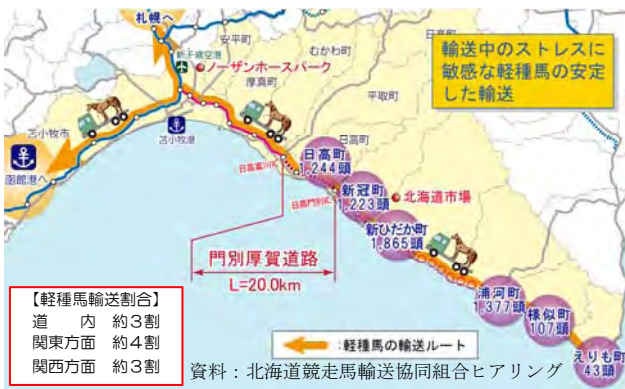 札幌へ
安平町
むかわ町
日高町
新千歳空港
ノーザンホースパーク
厚真町
平取町
輸送中のストレスに
敏感な軽種馬の安定
した輸送
苫小牧市
苫小牧港
函館港へ
日高町
日高町
1,244頭
日高富川IC
新冠町
1,223頭
日高門別IC
北海道市場
新ひだか町
1,865頭
門別厚賀道路
L=20.0km
浦河町
1,377頭
様似町
107頭
えりも町
43頭
【軽種馬輸送割合】
道 内 約3割
関東方面 約4割
関西方面 約3割
:軽種馬の輸送ルート
資料:北海道競走馬輸送協同組合ヒアリング